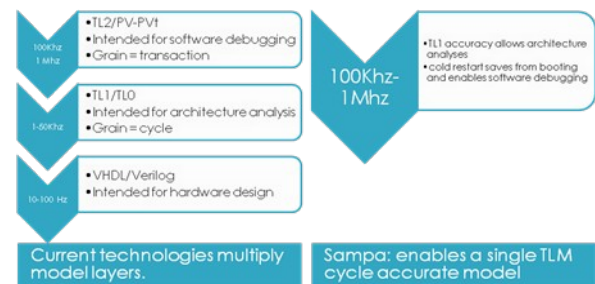 100Khz
1 Mhz
•TL2/PV-PVt
•Intended for software debugging
•Grain = transaction
1-50Khz
•TL1/TL0
•Intended for architecture analysis
•Grain = cycle
10-100 Hz
•VHDL/Verilog
•Intended for hardware design
Current technologies multiply
model layers.
100Khz-
1Mhz
•TL1 accuracy allows architecture
analyses
•cold restart saves from booting
and enables software debugging
Sampa: enables a single TLM
cycle accurate model